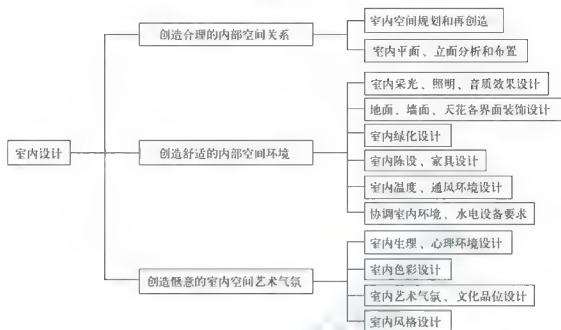 室内设计
创造合理的内部空间关系
室内空间规划和再创造
室内平面、立面分析和布置
创造舒适的内部空间环境
室内采光、照明、音质效果设计
地面、墙面、天花各界面装饰设计
室内绿化设计
室内陈设、家具设计
室内温度、通风环境设计
协调室内环境、水电设备要求
创造惬意的室内空间艺术气氛
室内生理、心理环境设计
室内色彩设计
室内艺术气氛、文化品位设计
室内风格设计